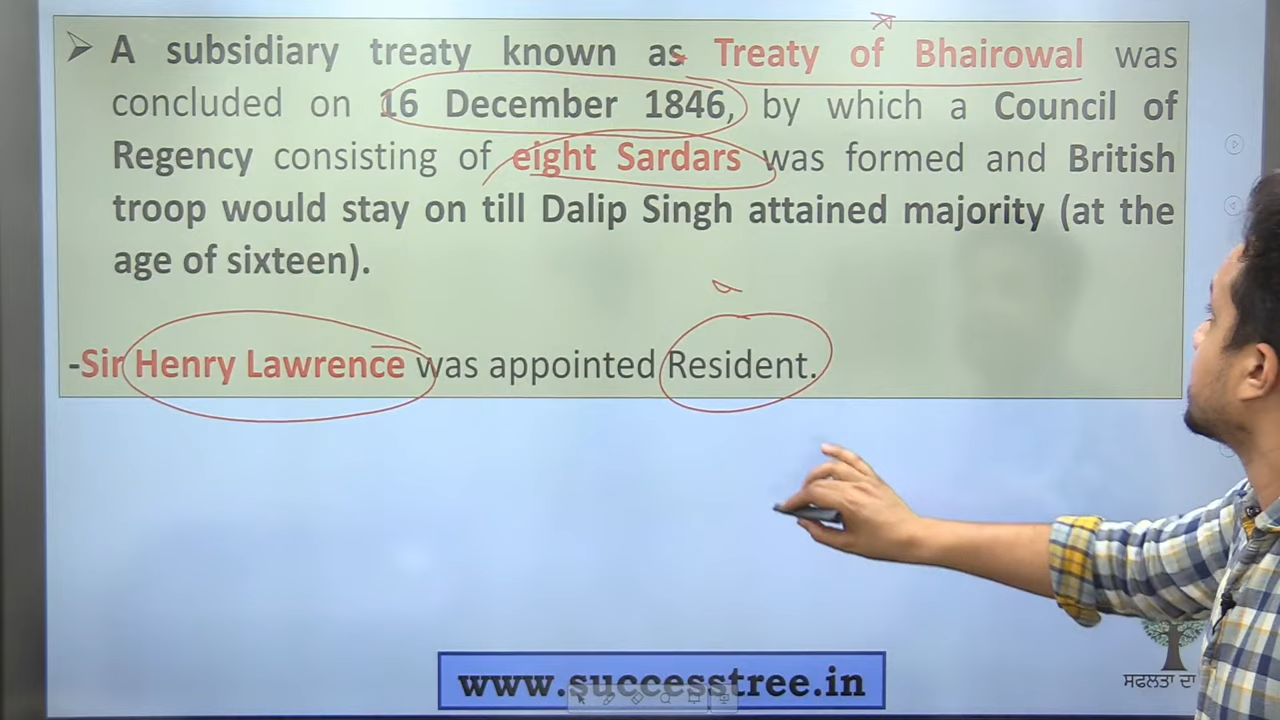 ➢ A subsidiary treaty known as Treaty of Bhairowal was
concluded on 16 December 1846, by which a Council of
Regency consisting of eight Sardars was formed and British
troop would stay on till Dalip Singh attained majority (at the
age of sixteen).
-Sir Henry Lawrence was appointed Resident.
www.successtree.in
ਸਫਲਤਾ ਦਾ